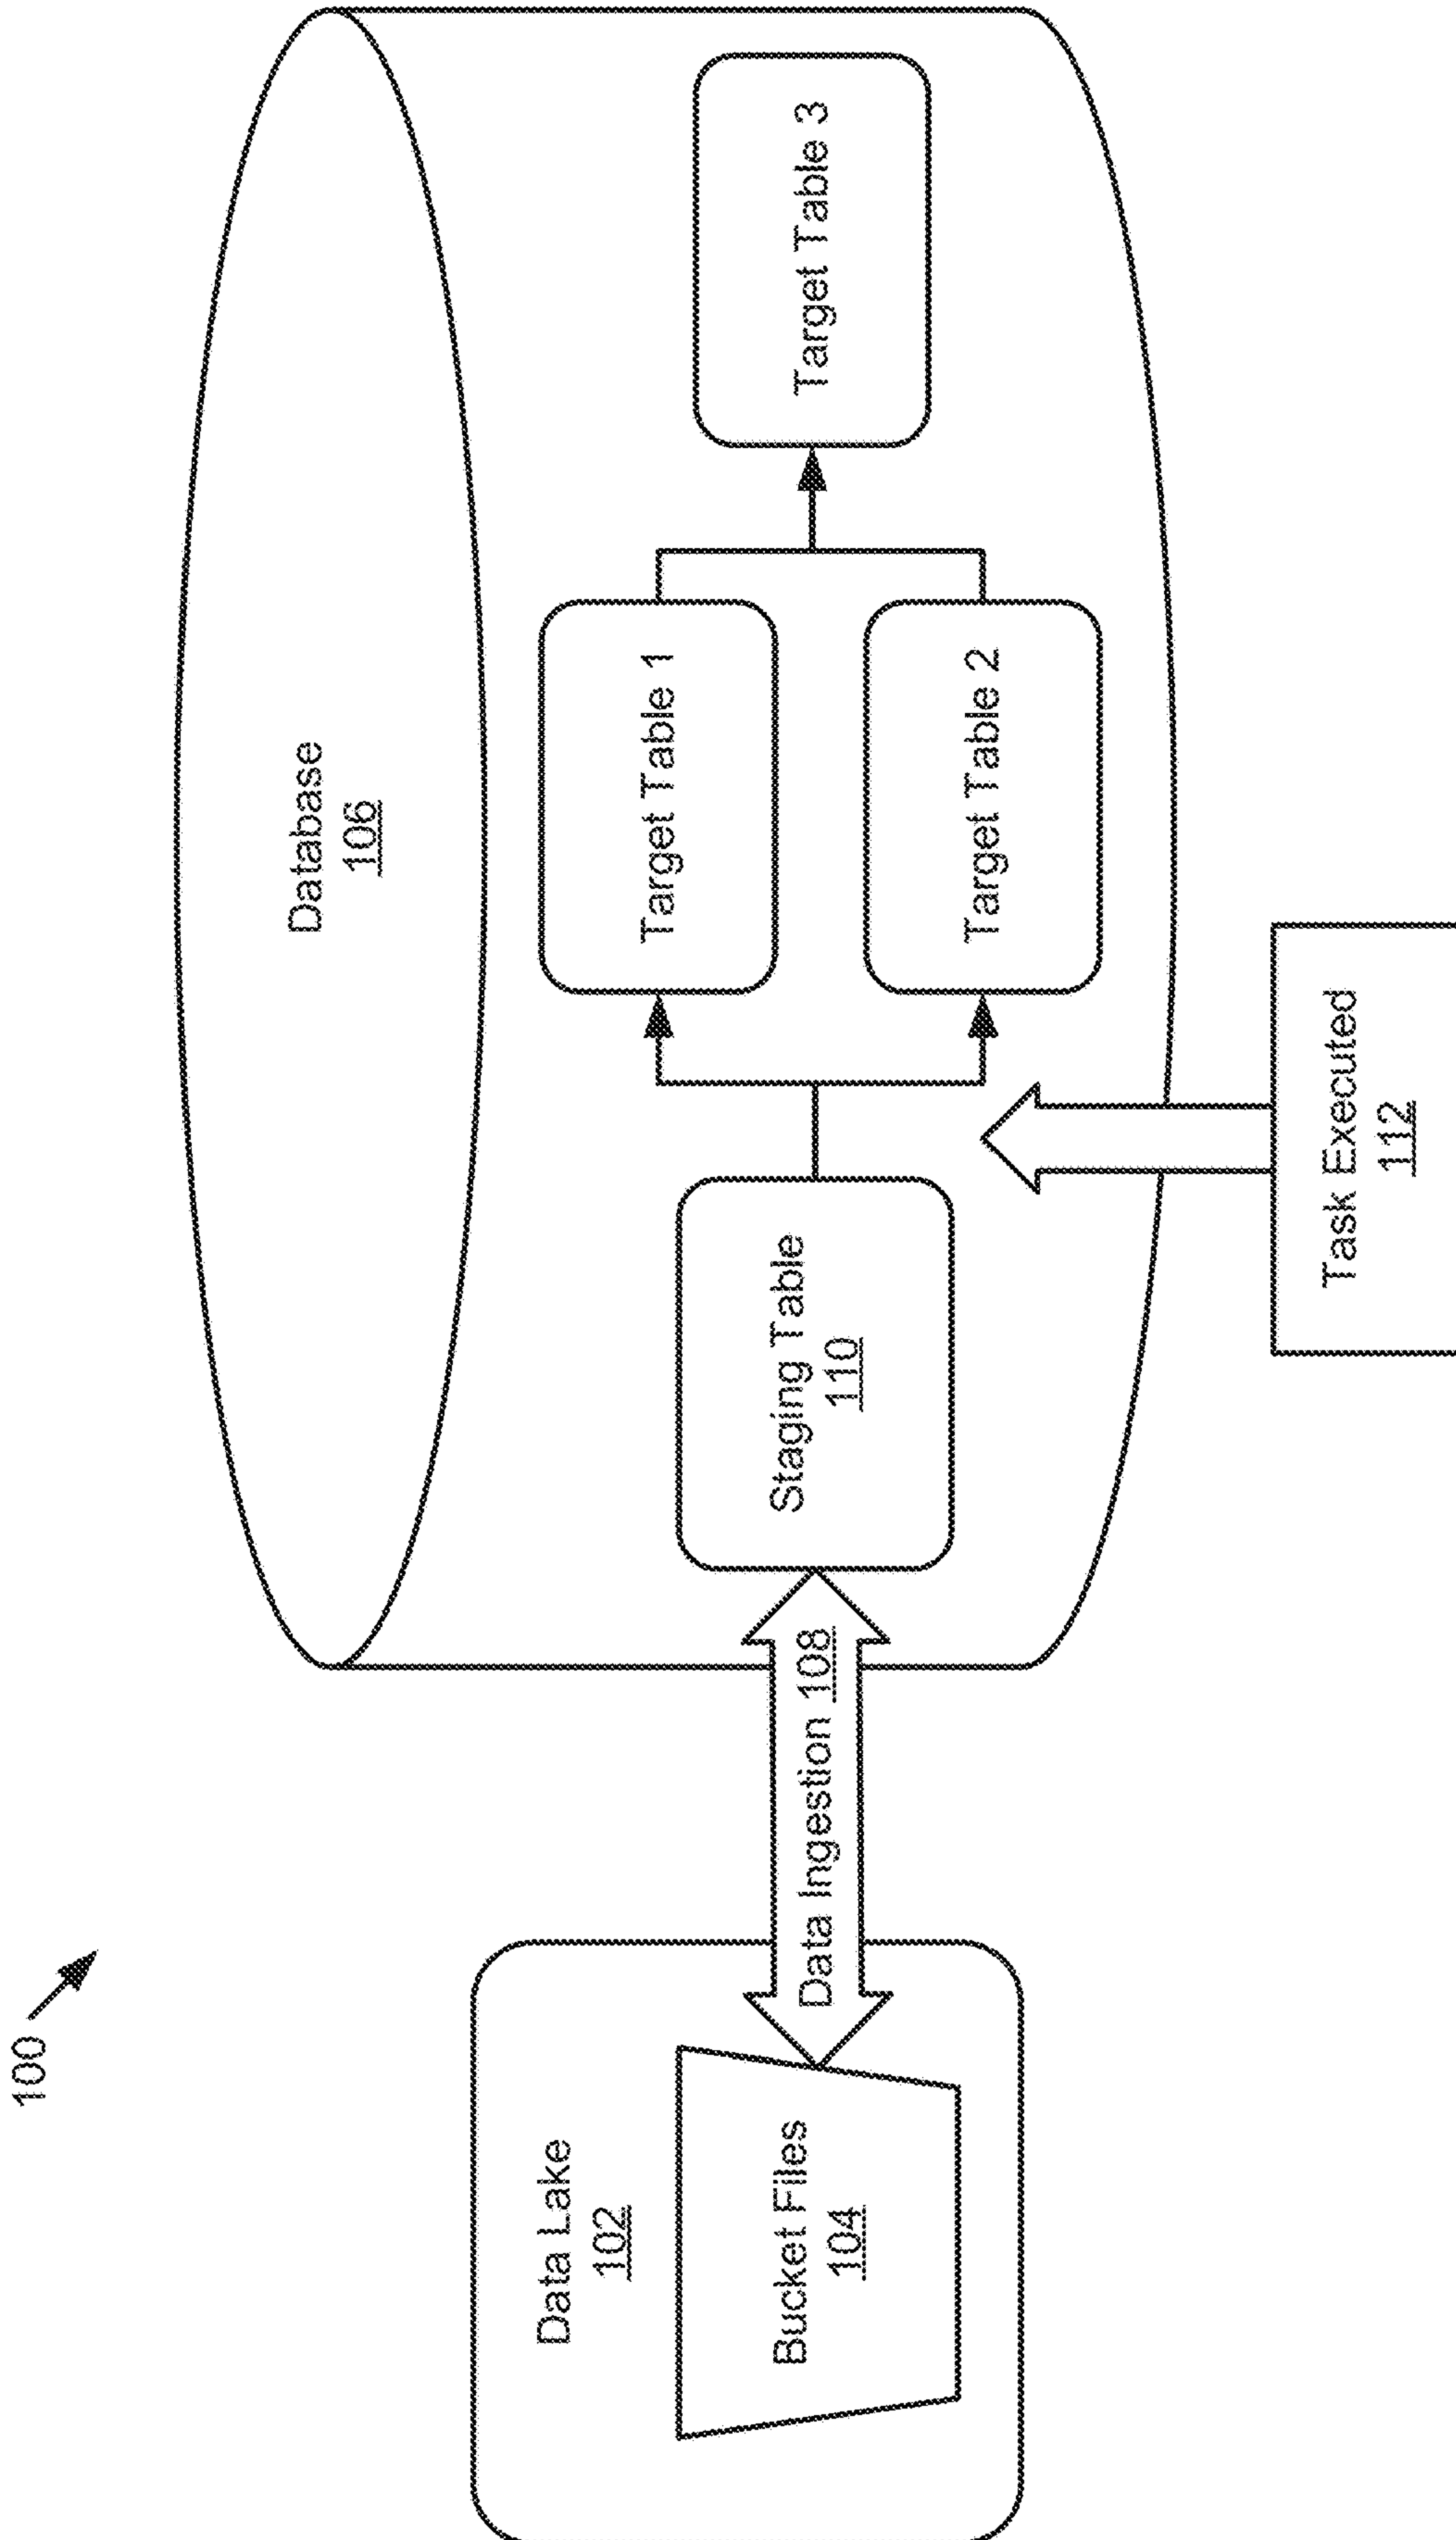 100
Data Lake
102
Bucket Files
104
Data Ingestion 108
Database
106
Staging Table
110
Target Table 1
Target Table 2
Target Table 3
Task Executed
112